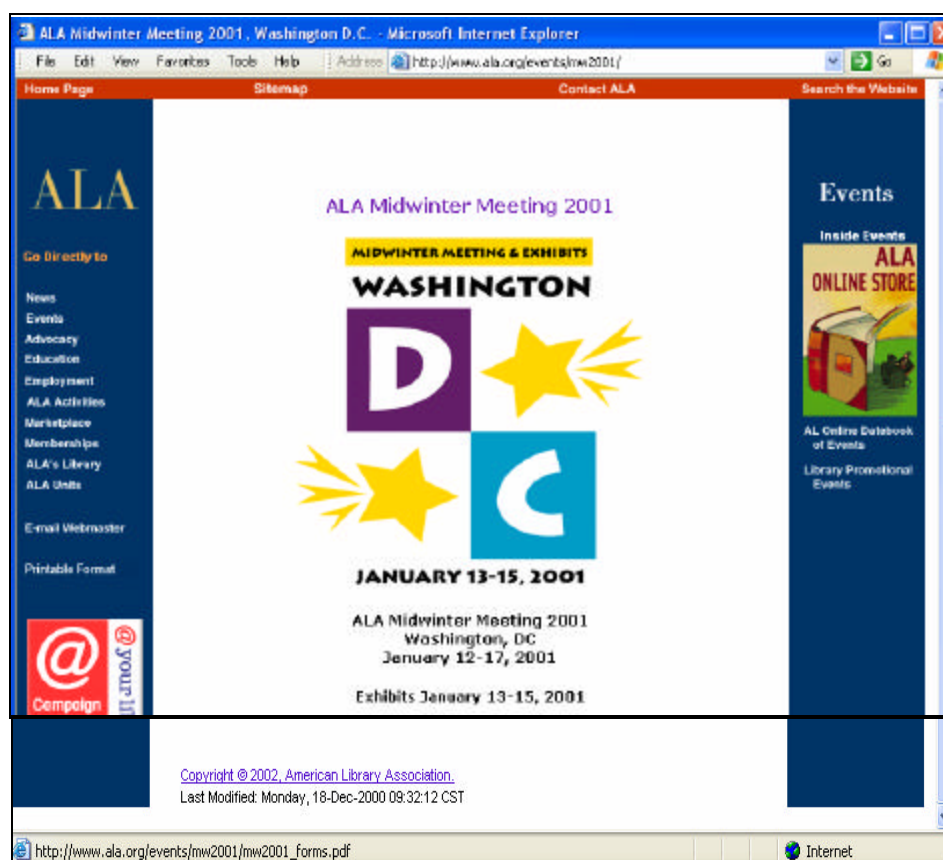 ALA Midwinter Meeting 2001, Washington D.C. - Microsoft Internet Explorer
File Edit View Favorites Tools Help Address http://www.ala.org/events/mw2001/ Go
Home Page Sitemap Contact ALA Search the Website
ALA
Go Directly to
News
Events
Advocacy
Education
Employment
ALA Activities
Marketplace
Memberships
ALA's Library
ALA Units
E-mail Webmaster
Printable Format
@
Campaign
@ your li
ALA Midwinter Meeting 2001
MIDWINTER MEETING & EXHIBITS
WASHINGTON
D
C
JANUARY 13-15, 2001
ALA Midwinter Meeting 2001
Washington, DC
January 12-17, 2001
Exhibits January 13-15, 2001
Events
Inside Events
ALA
ONLINE STORE
AL Online Datebook
of Events
Library Promotional
Events
Copyright © 2002, American Library Association.
Last Modified: Monday, 18-Dec-2000 09:32:12 CST
http://www.ala.org/events/mw2001/mw2001_forms.pdf Internet